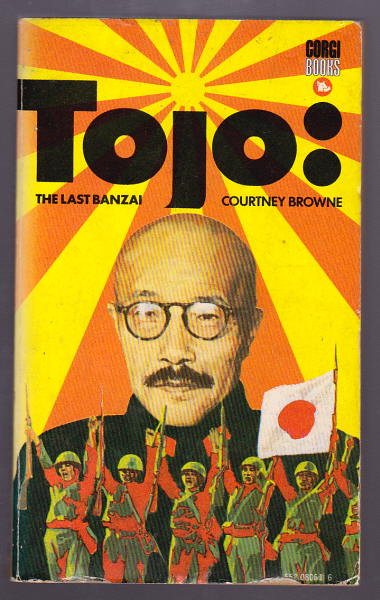 CORGI
BOOKS
Tojo:
THE LAST BANZAI
COURTNEY BROWNE